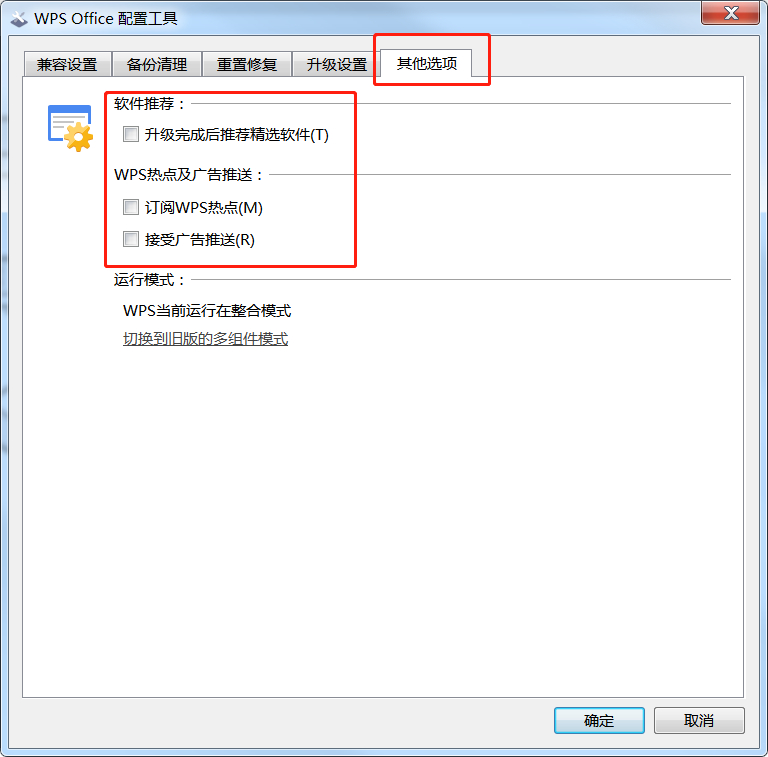 WPS Office 配置工具
兼容设置 备份清理 重置修复 升级设置 其他选项
软件推荐：
升级完成后推荐精选软件(T)
WPS热点及广告推送：
订阅WPS热点(M)
接受广告推送(R)
运行模式：
WPS当前运行在整合模式
切换到旧版的多组件模式
确定 取消